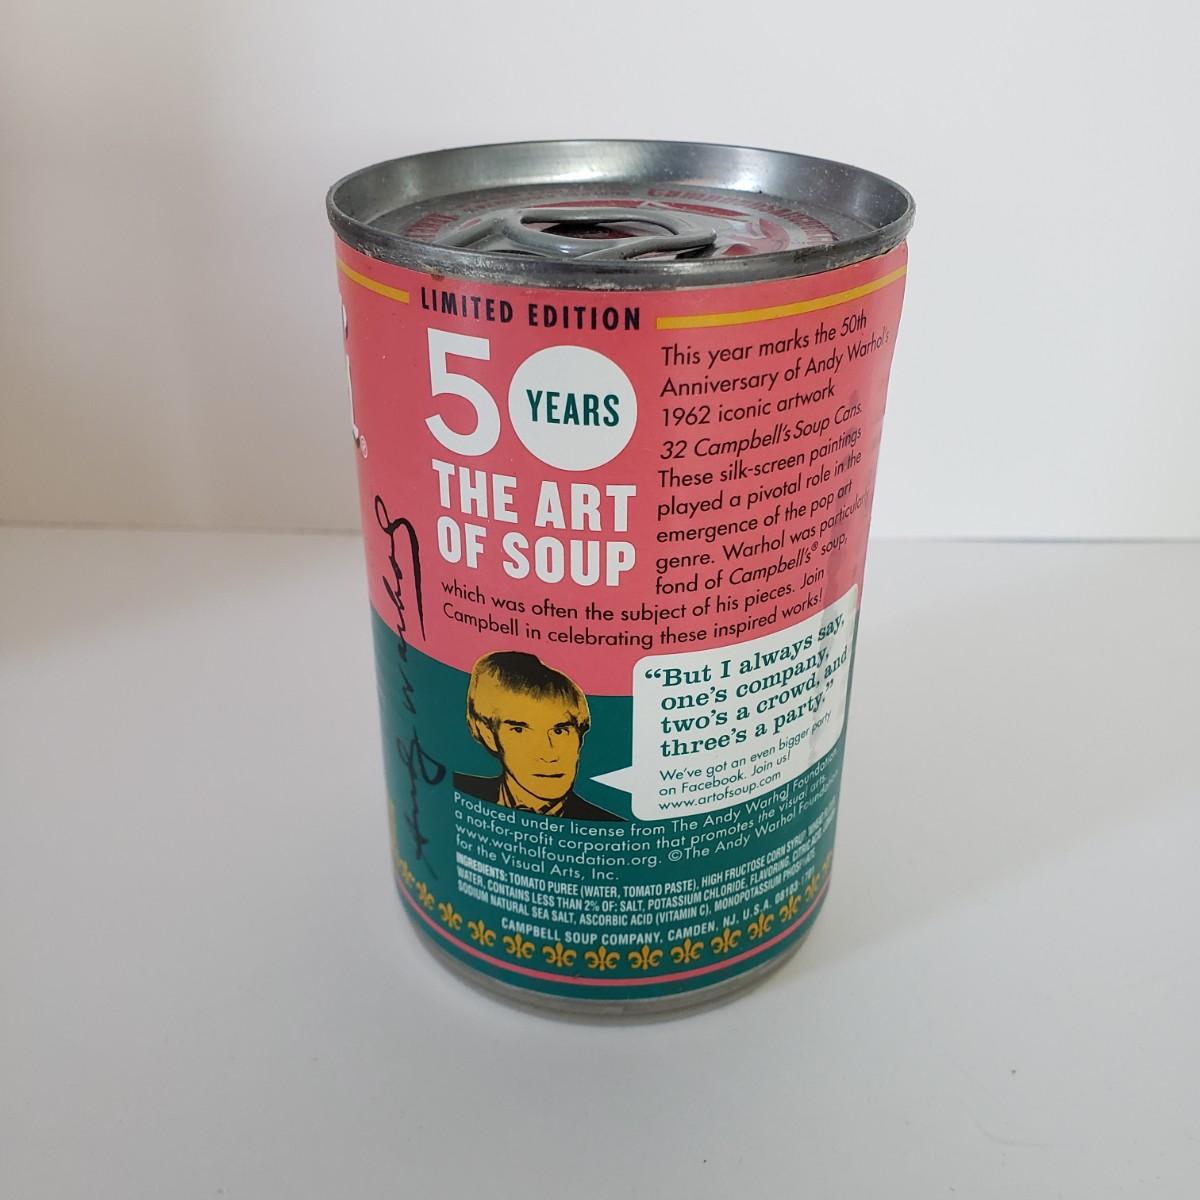 LIMITED EDITION
50 YEARS
THE ART
OF SOUP
This year marks the 50th
Anniversary of Andy Warhol's
1962 iconic artwork
32 Campbell's Soup Cans.
These silk-screen paintings
played a pivotal role in the
emergence of the pop art
genre. Warhol was particularly
fond of Campbell's® soup,
which was often the subject of his pieces. Join
Campbell in celebrating these inspired works!
Andy Warhol
“But I always say,
one's company,
two's a crowd, and
three's a party.”
We've got an even bigger party
on Facebook. Join us!
www.artofsoup.com
Produced under license from The Andy Warhol Foundation
a not-for-profit corporation that promotes the visual arts.
www.warholfoundation.org. ©The Andy Warhol Foundation
for the Visual Arts, Inc.
INGREDIENTS: TOMATO PUREE (WATER, TOMATO PASTE), HIGH FRUCTOSE CORN SYRUP, WHEAT FLOUR,
WATER, CONTAINS LESS THAN 2% OF: SALT, POTASSIUM CHLORIDE, FLAVORING, CITRIC ACID,
SODIUM NATURAL SEA SALT, ASCORBIC ACID (VITAMIN C), MONOPOTASSIUM PHOSPHATE.
CAMPBELL SOUP COMPANY, CAMDEN, NJ, U.S.A. 08103-1701